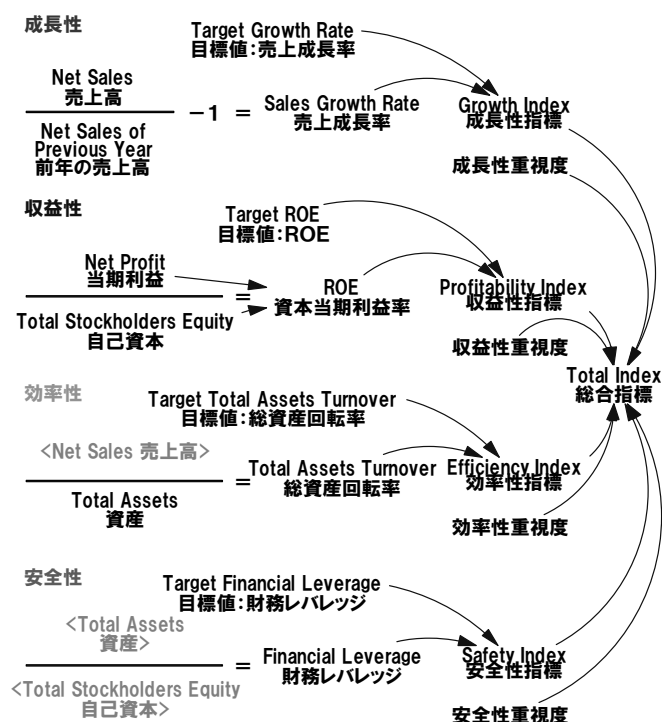 成長性
Target Growth Rate
目標値:売上成長率
Net Sales
売上高
Net Sales of
Previous Year
前年の売上高
−1 =
Sales Growth Rate
売上成長率
Growth Index
成長性指標
成長性重視度
収益性
Target ROE
目標値:ROE
Net Profit
当期利益
Total Stockholders Equity
自己資本
=
ROE
資本当期利益率
Profitability Index
収益性指標
収益性重視度
Total Index
総合指標
効率性
Target Total Assets Turnover
目標値:総資産回転率
<Net Sales 売上高>
Total Assets
資産
=
Total Assets Turnover
総資産回転率
Efficiency Index
効率性指標
効率性重視度
安全性
Target Financial Leverage
目標値:財務レバレッジ
<Total Assets
資産>
<Total Stockholders Equity
自己資本>
=
Financial Leverage
財務レバレッジ
Safety Index
安全性指標
安全性重視度